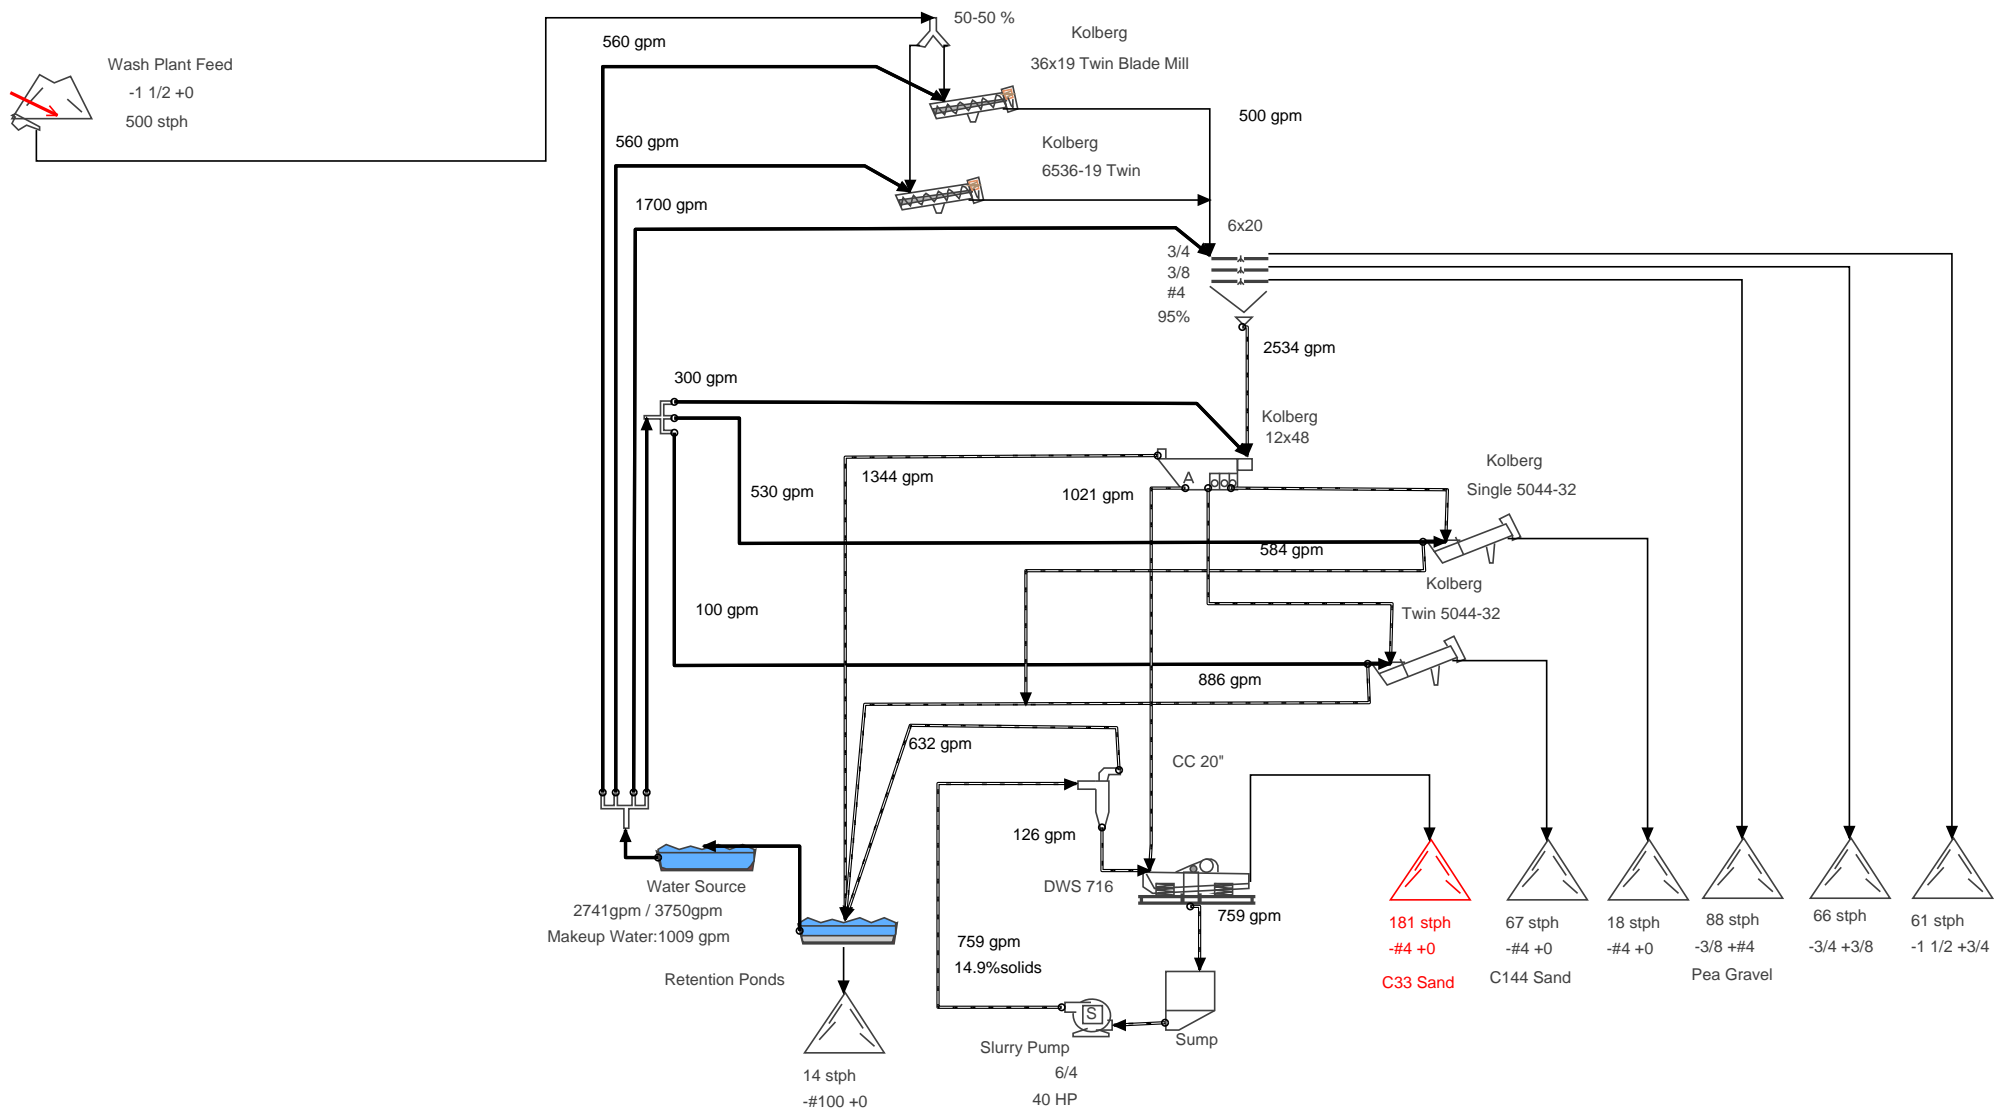 50-50 %
Kolberg
36x19 Twin Blade Mill
560 gpm
Wash Plant Feed
-1 1/2 +0
500 stph
500 gpm
560 gpm
Kolberg
6536-19 Twin
1700 gpm
6x20
3/4
3/8
#4
95%
2534 gpm
300 gpm
Kolberg
12x48
1344 gpm
530 gpm
1021 gpm
A
Kolberg
Single 5044-32
584 gpm
Kolberg
Twin 5044-32
100 gpm
886 gpm
632 gpm
CC 20"
126 gpm
DWS 716
759 gpm
Water Source
2741gpm / 3750gpm
Makeup Water:1009 gpm
Retention Ponds
759 gpm
14.9%solids
S
Slurry Pump
6/4
40 HP
Sump
14 stph
-#100 +0
181 stph
-#4 +0
C33 Sand
67 stph
-#4 +0
C144 Sand
18 stph
-#4 +0
88 stph
-3/8 +#4
Pea Gravel
66 stph
-3/4 +3/8
61 stph
-1 1/2 +3/4